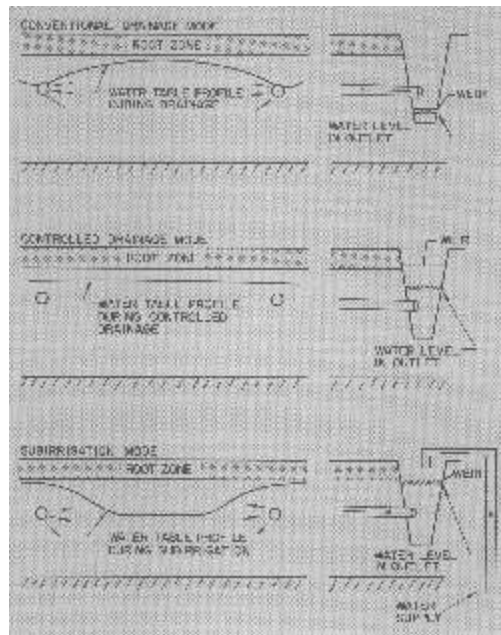 CONVENTIONAL DRAINAGE MODE
ROOT ZONE
WATER TABLE PROFILE
DURING DRAINAGE
WEIR
WATER LEVEL
IN OUTLET
CONTROLLED DRAINAGE MODE
ROOT ZONE
WATER TABLE PROFILE
DURING CONTROLLED
DRAINAGE
WEIR
WATER LEVEL
IN OUTLET
SUBIRRIGATION MODE
ROOT ZONE
WATER TABLE PROFILE
DURING SUBIRRIGATION
WEIR
WATER LEVEL
IN OUTLET
WATER
SUPPLY